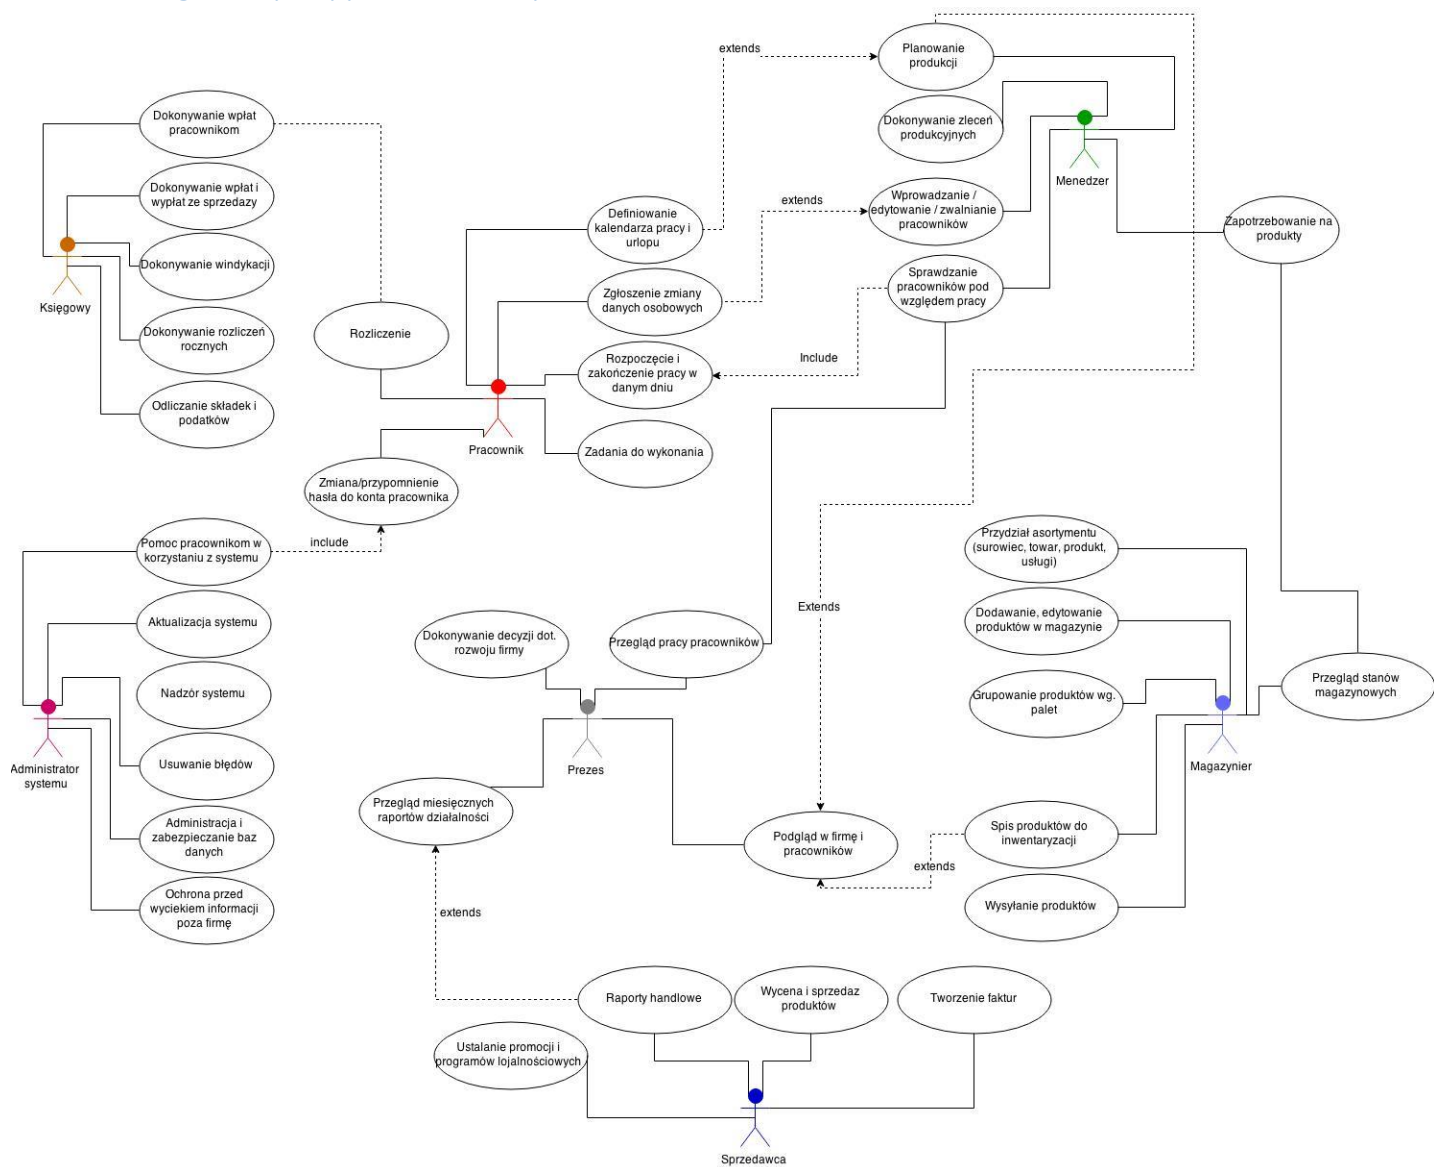 extends
Planowanie
produkcji
Dokonywanie wpłat
pracownikom
Dokonywanie zleceń
produkcyjnych
Menedzer
Dokonywanie wpłat i
wypłat ze sprzedazy
Definiowanie
kalendarza pracy i
urlopu
extends
Wprowadzanie /
edytowanie / zwalnianie
pracowników
Zapotrzebowanie na
produkty
Dokonywanie windykacji
Księgowy
Zgłoszenie zmiany
danych osobowych
Sprawdzanie
pracowników pod
względem pracy
Dokonywanie rozliczeń
rocznych
Rozliczenie
Include
Rozpoczęcie i
zakończenie pracy w
danym dniu
Odliczanie składek i
podatków
Pracownik
Zadania do wykonania
Zmiana/przypomnienie
hasła do konta pracownika
Pomoc pracownikom w
korzystaniu z systemu
include
Przydział asortymentu
(surowiec, towar, produkt,
usługi)
Aktualizacja systemu
Extends
Dodawanie, edytowanie
produktów w magazynie
Dokonywanie decyzji dot.
rozwoju firmy
Przegląd pracy pracowników
Nadzór systemu
Grupowanie produktów wg.
palet
Przegląd stanów
magazynowych
Administrator
systemu
Usuwanie błędów
Prezes
Magazynier
Przegląd miesięcznych
raportów działalności
Administracja i
zabezpieczanie baz
danych
Podgląd w firmę i
pracowników
Spis produktów do
inwentaryzacji
extends
Ochrona przed
wyciekiem informacji
poza firmę
extends
Wysyłanie produktów
Raporty handlowe
Wycena i sprzedaz
produktów
Tworzenie faktur
Ustalanie promocji i
programów lojalnościowych
Sprzedawca